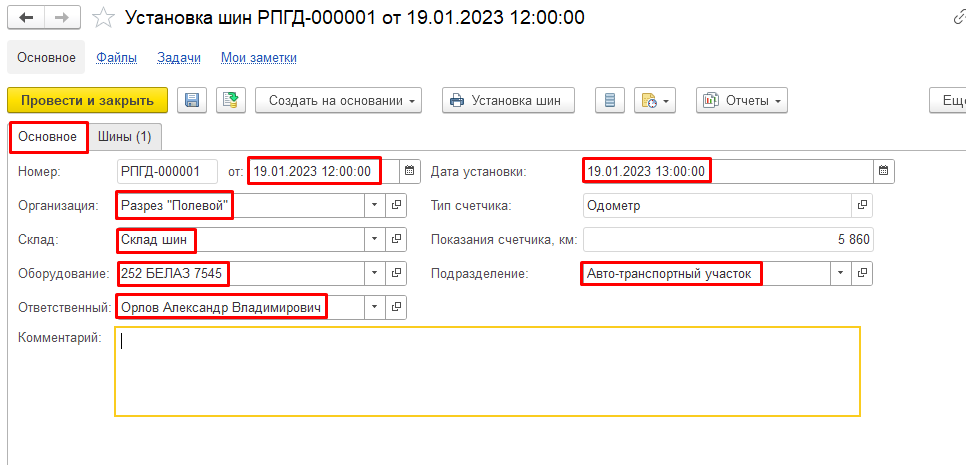 Установка шин РПГД-000001 от 19.01.2023 12:00:00
Основное Файлы Задачи Мои заметки
Провести и закрыть Создать на основании Установка шин Отчеты Ещё
Основное Шины (1)
Номер: РПГД-000001 от: 19.01.2023 12:00:00 Дата установки: 19.01.2023 13:00:00
Организация: Разрез "Полевой" Тип счетчика: Одометр
Склад: Склад шин Показания счетчика, км: 5 860
Оборудование: 252 БЕЛАЗ 7545 Подразделение: Авто-транспортный участок
Ответственный: Орлов Александр Владимирович
Комментарий: